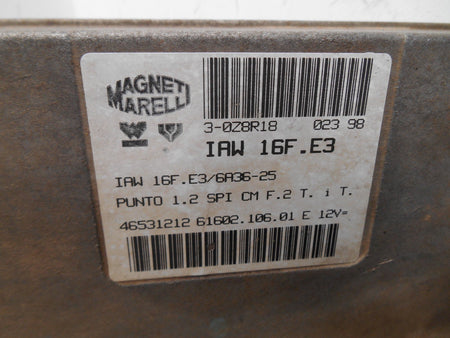 MAGNETI
MARELLI
3-0Z8R18 023 98
IAW 16F.E3
IAW 16F.E3/6A36-25
PUNTO 1.2 SPI CM F.2 T. i T.
46531212 61602.106.01 E 12V=